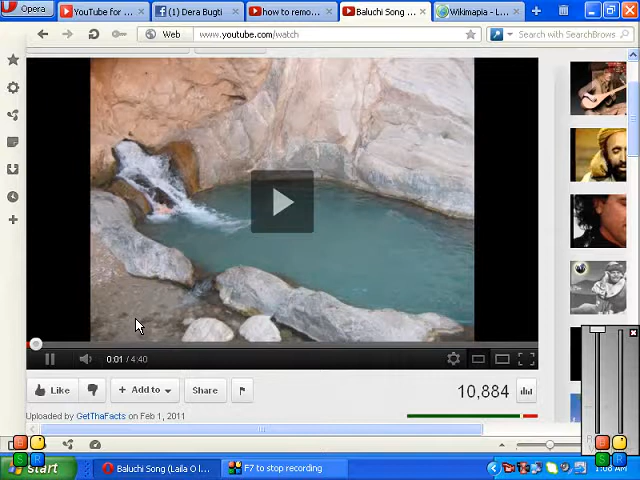 Opera
YouTube for ...
(1) Dera Bugti
how to remo...
Baluchi Song ...
Wikimapia - L...
Web
www.youtube.com/watch
Search with SearchBrows
0:01 / 4:40
Like
Add to
Share
10,884
Uploaded by GetThaFacts on Feb 1, 2011
start
Baluchi Song (Laila O l...
F7 to stop recording
1:08 AM